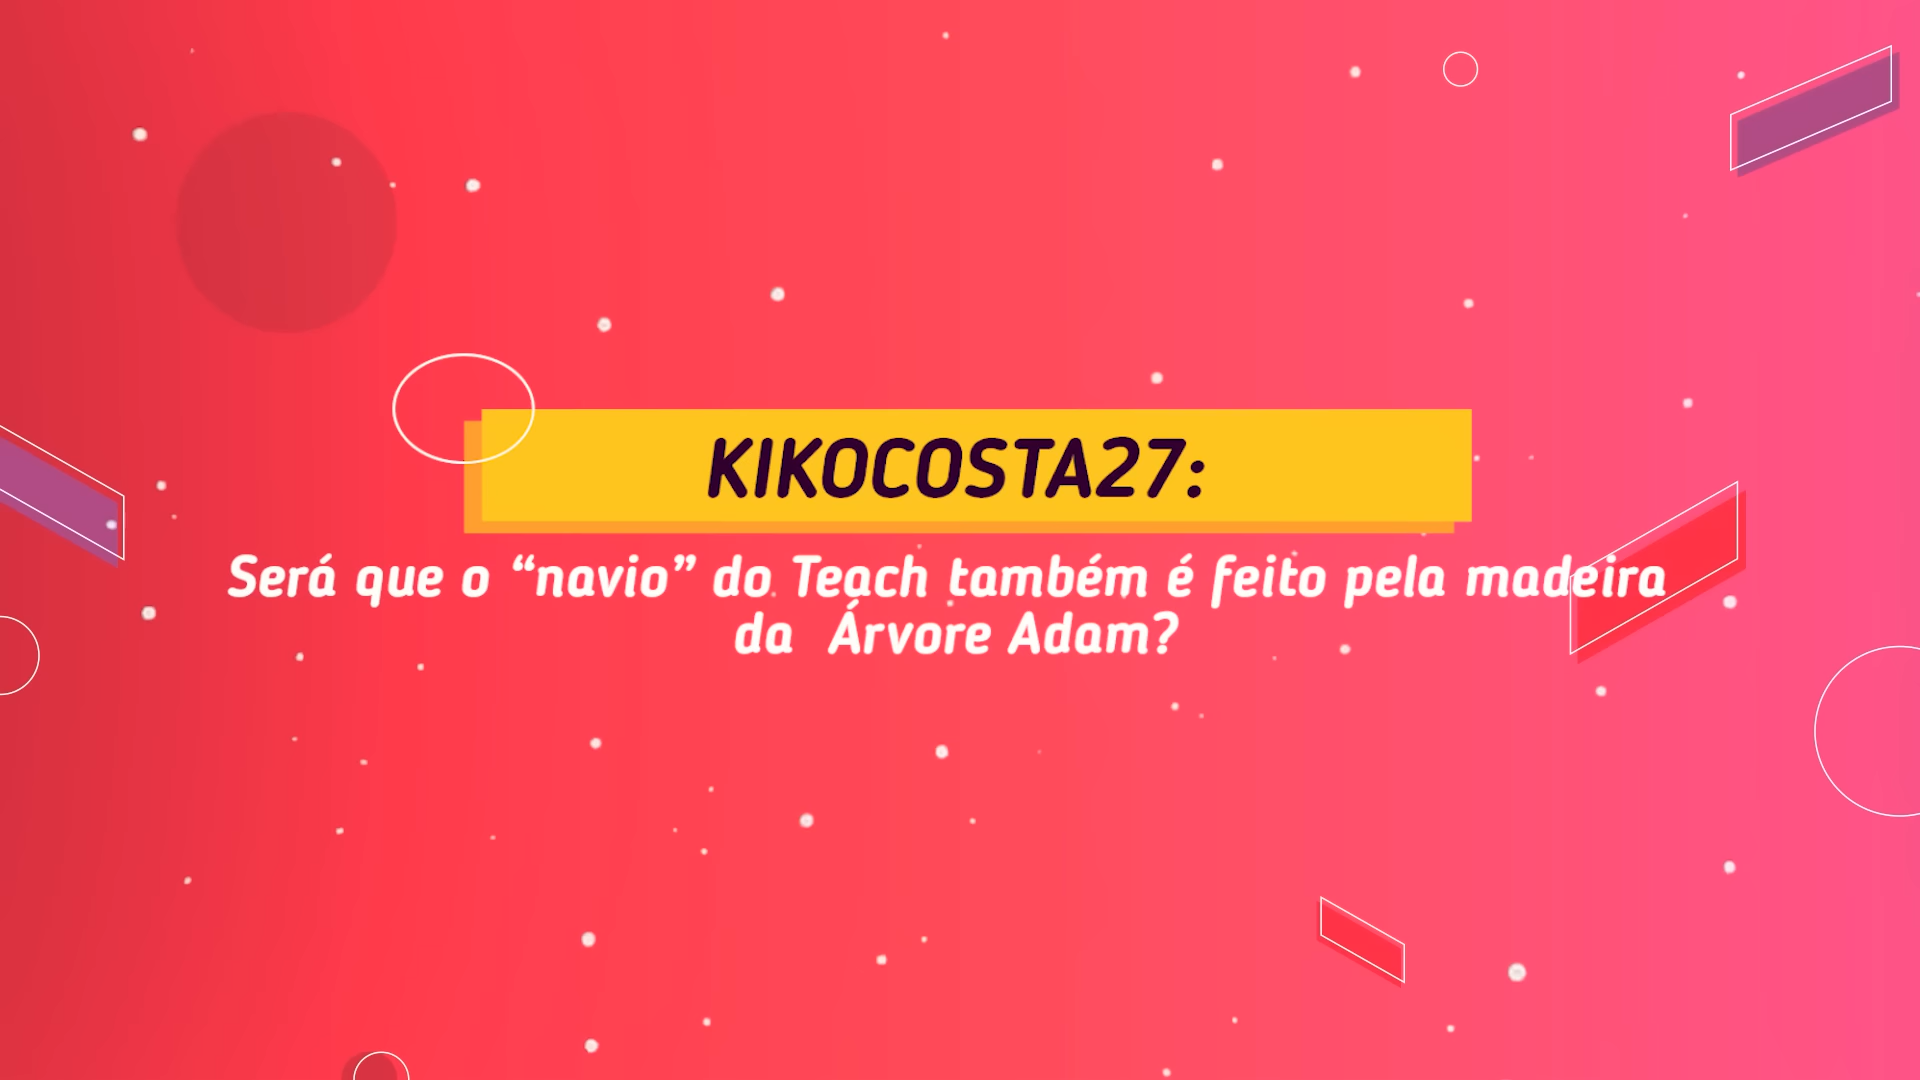 KIKOCOSTA27:
Será que o “navio” do Teach também é feito pela madeira
da  Árvore Adam?